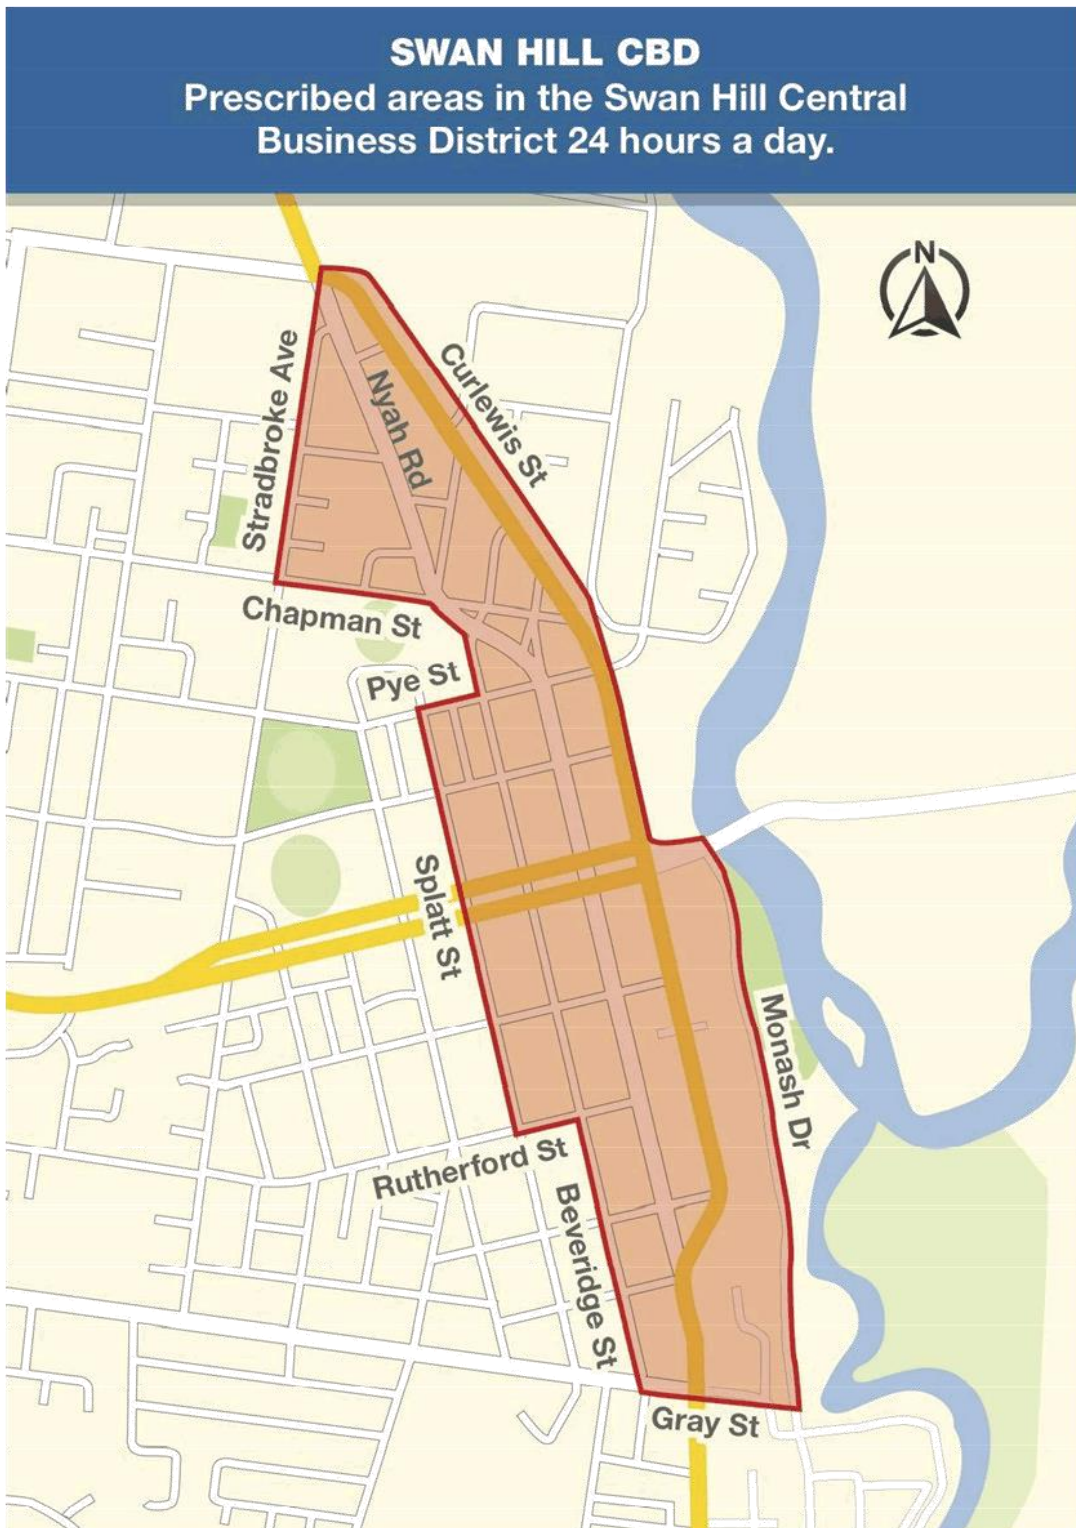 SWAN HILL CBD
Prescribed areas in the Swan Hill Central
Business District 24 hours a day.
N
Stradbroke Ave
Nyah Rd
Curlewis St
Chapman St
Pye St
Splatt St
Monash Dr
Rutherford St
Beveridge St
Gray St